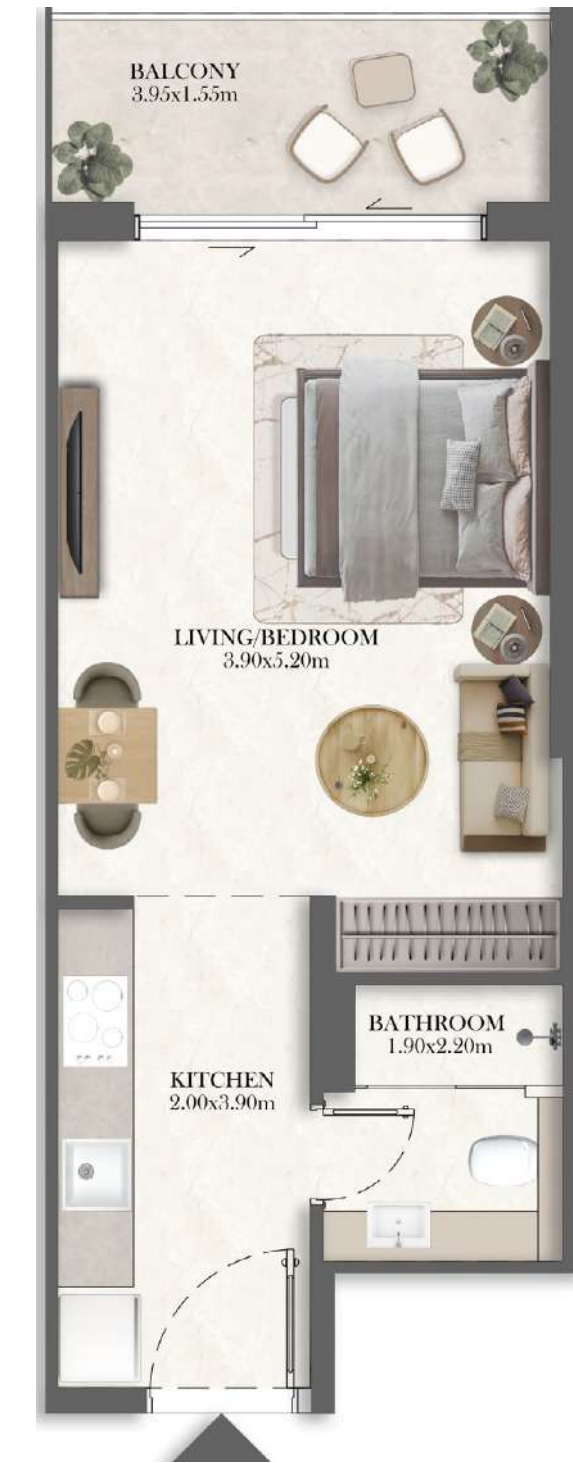 BALCONY
3.95x1.55m
LIVING/BEDROOM
3.90x5.20m
BATHROOM
1.90x2.20m
KITCHEN
2.00x3.90m